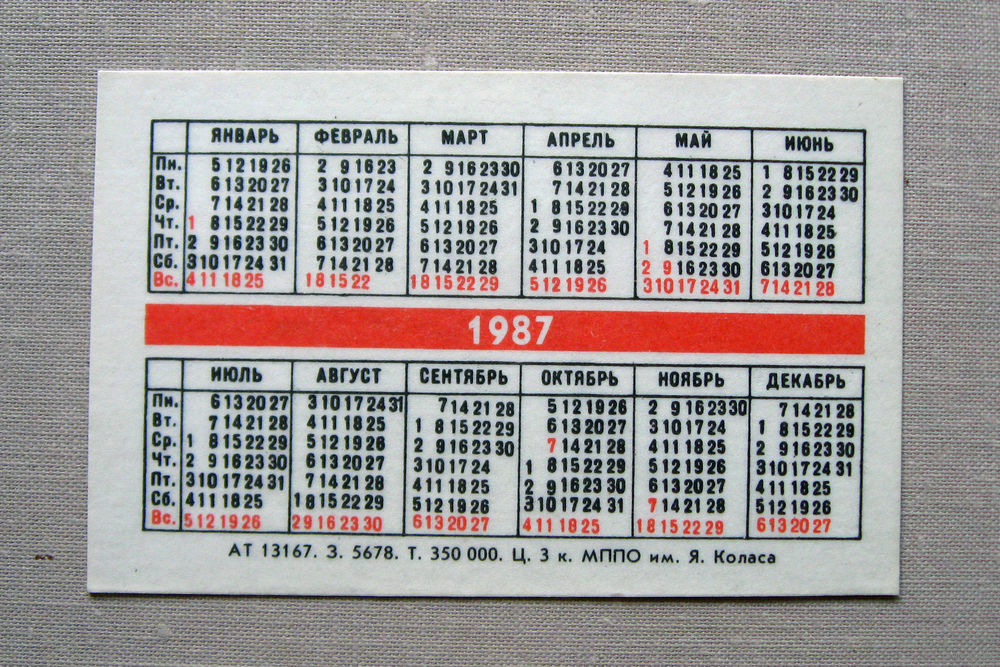 ЯНВАРЬ ФЕВРАЛЬ МАРТ АПРЕЛЬ МАЙ ИЮНЬ
Пн. 5 12 19 26 2 9 16 23 2 9 16 23 30 6 13 20 27 4 11 18 25 1 8 15 22 29
Вт. 6 13 20 27 3 10 17 24 3 10 17 24 31 7 14 21 28 5 12 19 26 2 9 16 23 30
Ср. 7 14 21 28 4 11 18 25 4 11 18 25 1 8 15 22 29 6 13 20 27 3 10 17 24
Чт. 1 8 15 22 29 5 12 19 26 5 12 19 26 2 9 16 23 30 7 14 21 28 4 11 18 25
Пт. 2 9 16 23 30 6 13 20 27 6 13 20 27 3 10 17 24 1 8 15 22 29 5 12 19 26
Сб. 3 10 17 24 31 7 14 21 28 7 14 21 28 4 11 18 25 2 9 16 23 30 6 13 20 27
Вс. 4 11 18 25 1 8 15 22 1 8 15 22 29 5 12 19 26 3 10 17 24 31 7 14 21 28
1987
ИЮЛЬ АВГУСТ СЕНТЯБРЬ ОКТЯБРЬ НОЯБРЬ ДЕКАБРЬ
Пн. 6 13 20 27 3 10 17 24 31 7 14 21 28 5 12 19 26 2 9 16 23 30 7 14 21 28
Вт. 7 14 21 28 4 11 18 25 1 8 15 22 29 6 13 20 27 3 10 17 24 1 8 15 22 29
Ср. 1 8 15 22 29 5 12 19 26 2 9 16 23 30 7 14 21 28 4 11 18 25 2 9 16 23 30
Чт. 2 9 16 23 30 6 13 20 27 3 10 17 24 1 8 15 22 29 5 12 19 26 3 10 17 24 31
Пт. 3 10 17 24 31 7 14 21 28 4 11 18 25 2 9 16 23 30 6 13 20 27 4 11 18 25
Сб. 4 11 18 25 1 8 15 22 29 5 12 19 26 3 10 17 24 31 7 14 21 28 5 12 19 26
Вс. 5 12 19 26 2 9 16 23 30 6 13 20 27 4 11 18 25 1 8 15 22 29 6 13 20 27
АТ 13167. З. 5678. Т. 350 000. Ц. 3 к. МППО им. Я. Коласа